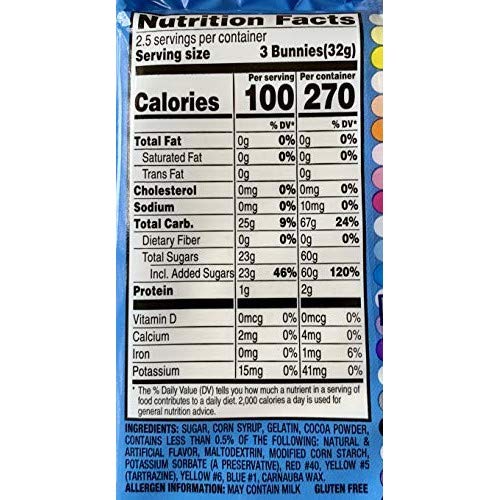 Nutrition Facts
2.5 servings per container
Serving size 3 Bunnies(32g)
Per serving Per container
Calories 100 270
% DV* % DV*
Total Fat 0g 0% 0g 0%
Saturated Fat 0g 0% 0g 0%
Trans Fat 0g 0g
Cholesterol 0mg 0% 0mg 0%
Sodium 0mg 0% 10mg 0%
Total Carb. 25g 9% 67g 24%
Dietary Fiber 0g 0% 0g 0%
Total Sugars 23g 60g
Incl. Added Sugars 23g 46% 60g 120%
Protein 1g 2g
Vitamin D 0mcg 0% 0mcg 0%
Calcium 2mg 0% 4mg 0%
Iron 0mg 0% 1mg 6%
Potassium 15mg 0% 41mg 0%
* The % Daily Value (DV) tells you how much a nutrient in a serving of
food contributes to a daily diet. 2,000 calories a day is used for
general nutrition advice.
INGREDIENTS: SUGAR, CORN SYRUP, GELATIN, COCOA POWDER,
CONTAINS LESS THAN 0.5% OF THE FOLLOWING: NATURAL &
ARTIFICIAL FLAVOR, MALTODEXTRIN, MODIFIED CORN STARCH,
POTASSIUM SORBATE (A PRESERVATIVE), RED #40, YELLOW #5
(TARTRAZINE), YELLOW #6, BLUE #1, CARNAUBA WAX.
ALLERGEN INFORMATION: MAY CONTAIN MILK GLUTEN FREE